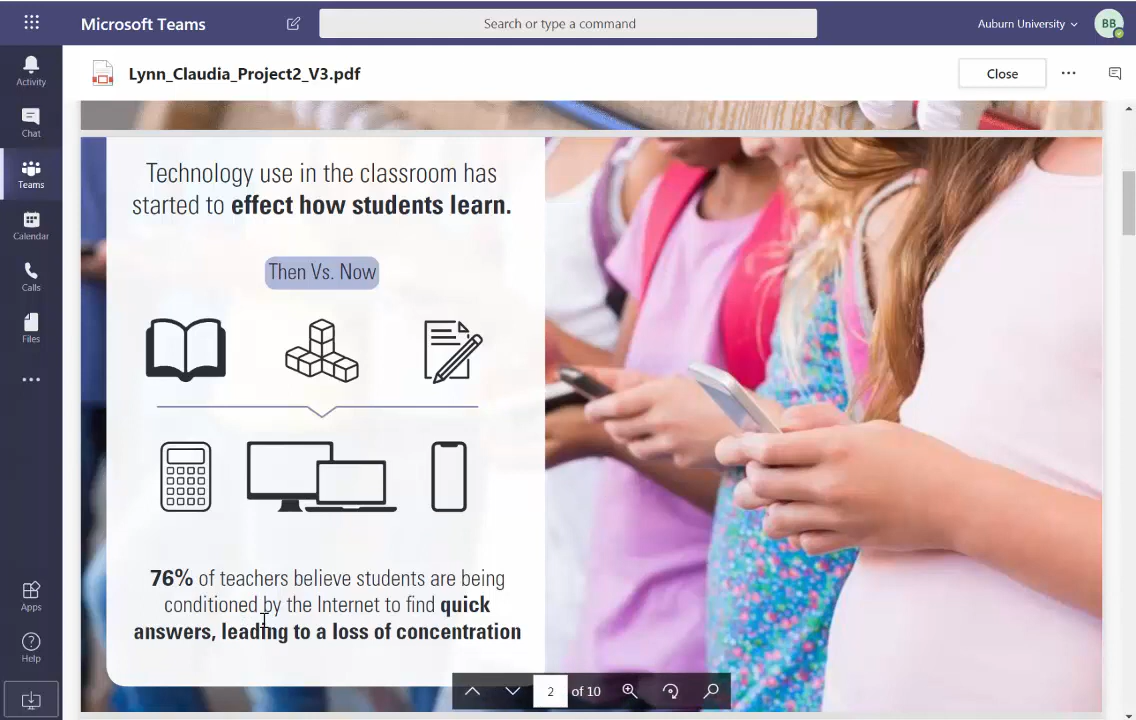 Microsoft Teams
Search or type a command
Auburn University
BB
Activity
Chat
Teams
Calendar
Calls
Files
Apps
Help
Lynn_Claudia_Project2_V3.pdf
Close
Technology use in the classroom has
started to effect how students learn.
Then Vs. Now
76% of teachers believe students are being
conditioned by the Internet to find quick
answers, leading to a loss of concentration
2 of 10